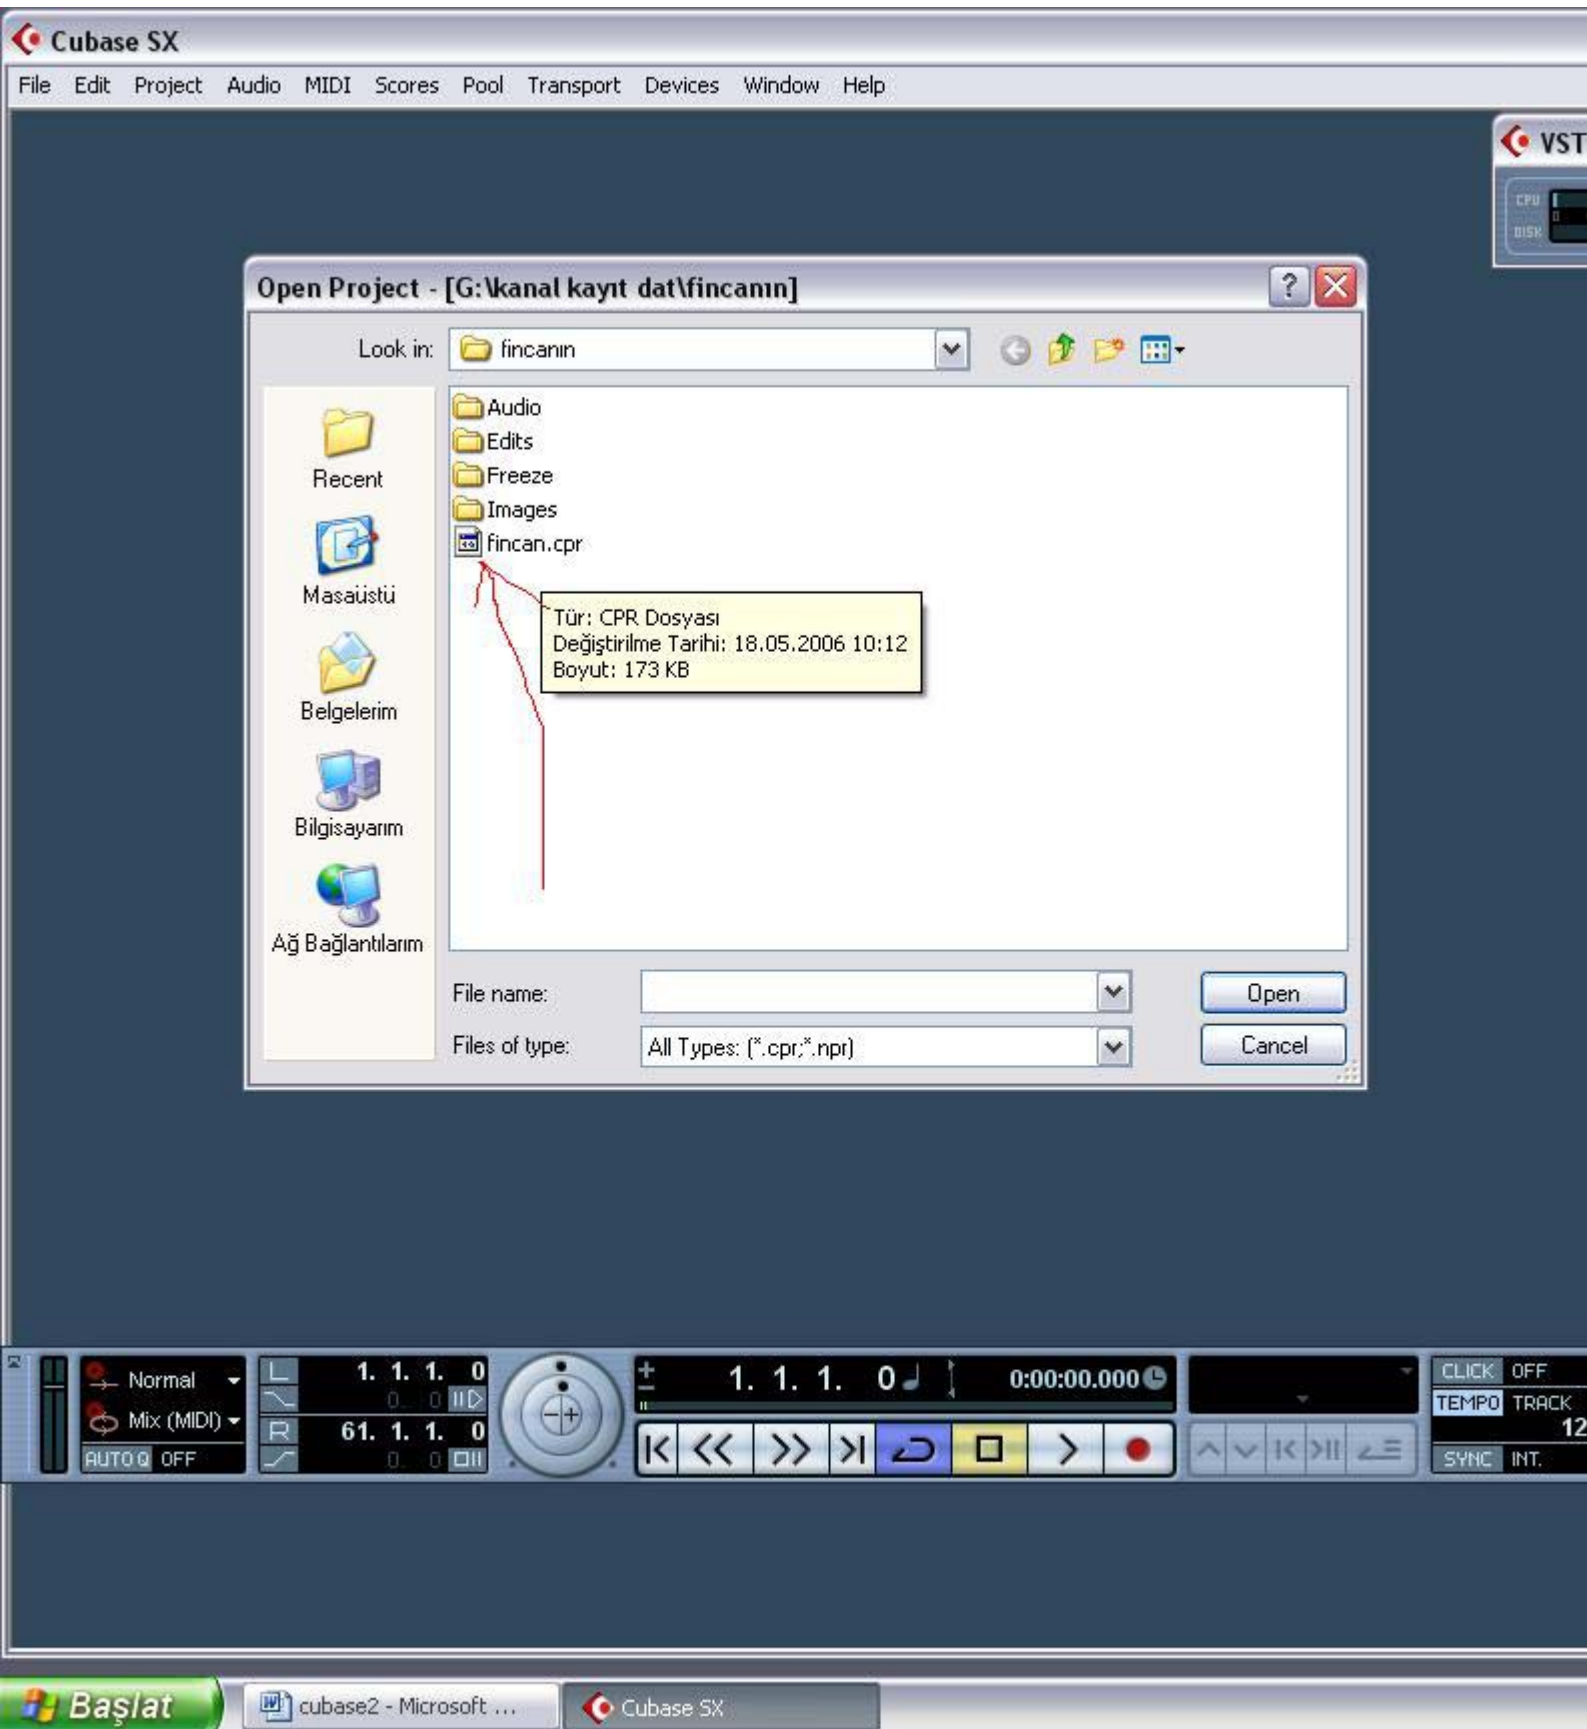 Cubase SX
File Edit Project Audio MIDI Scores Pool Transport Devices Window Help
VST
CPU
DISK
Open Project - [G:\kanal kayıt dat\fincanın]
Look in: fincanın
Audio
Edits
Freeze
Images
fincan.cpr
Recent
Masaüstü
Belgelerim
Bilgisayarım
Ağ Bağlantılarım
Tür: CPR Dosyası
Değiştirilme Tarihi: 18.05.2006 10:12
Boyut: 173 KB
File name:
Open
Files of type: All Types: (*.cpr;*.npr)
Cancel
Normal
Mix (MIDI)
AUTO Q OFF
L 1. 1. 1. 0
0. 0
R 61. 1. 1. 0
0. 0
1. 1. 1. 0 0:00:00.000
CLICK OFF
TEMPO TRACK
12
SYNC INT.
Başlat
cubase2 - Microsoft ...
Cubase SX